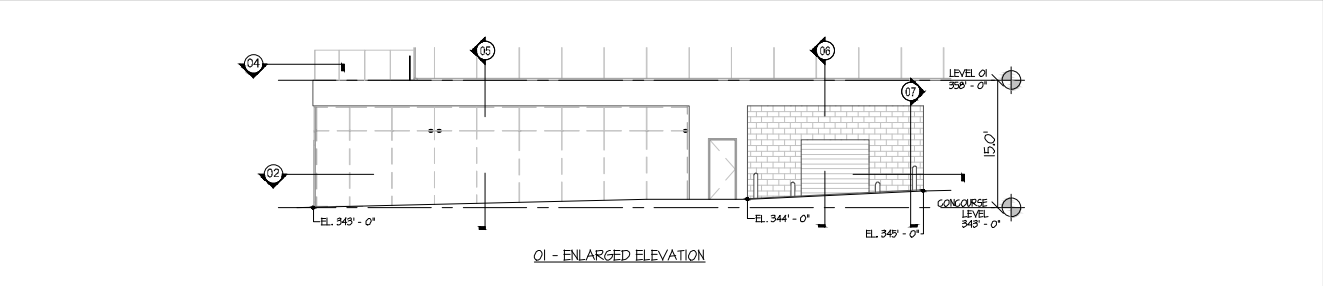 05
06
04
LEVEL 01
358' - 0"
07
15.0'
02
CONCOURSE
LEVEL
343' - 0"
EL. 343' - 0"
EL. 344' - 0"
EL. 345' - 0"
01 - ENLARGED ELEVATION